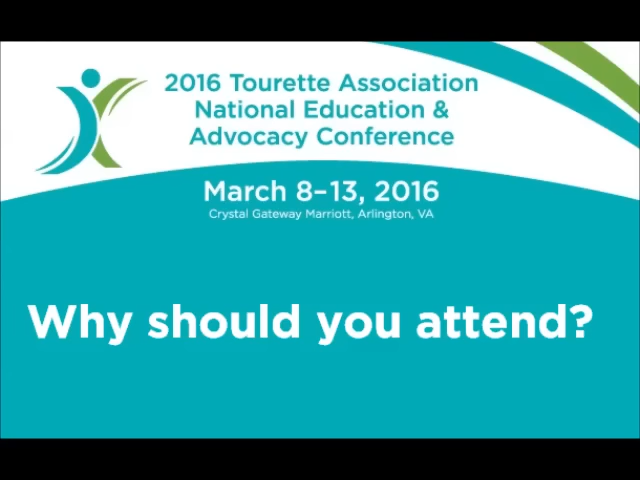 2016 Tourette Association
National Education &
Advocacy Conference
March 8–13, 2016
Crystal Gateway Marriott, Arlington, VA
Why should you attend?